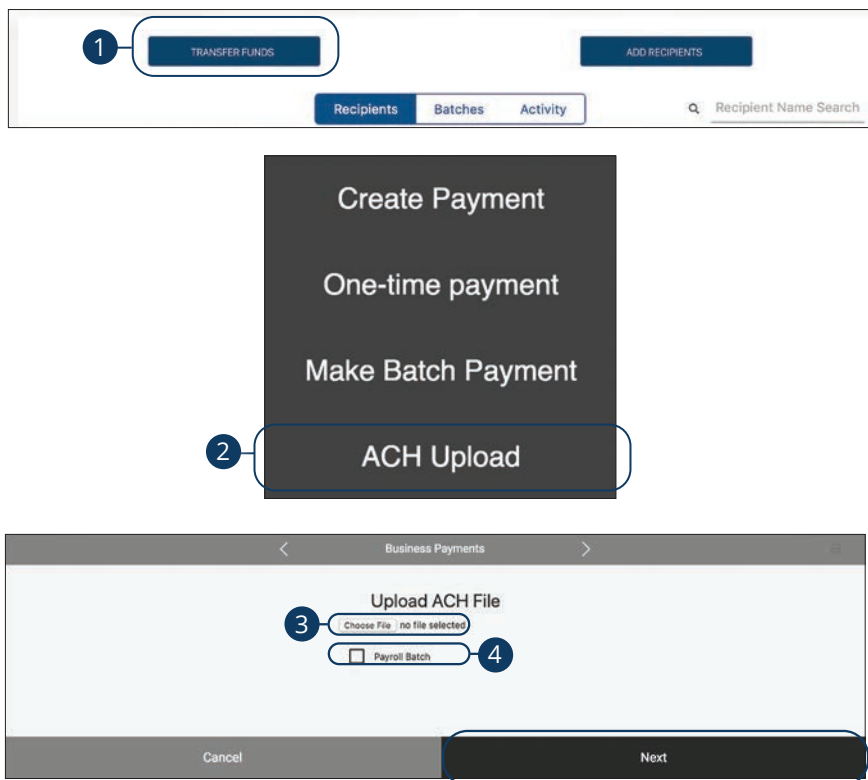 1
TRANSFER FUNDS
ADD RECIPIENTS
Recipients Batches Activity
Recipient Name Search
Create Payment
One-time payment
Make Batch Payment
2
ACH Upload
Business Payments
Upload ACH File
3
Choose File no file selected
Payroll Batch
4
Cancel
Next